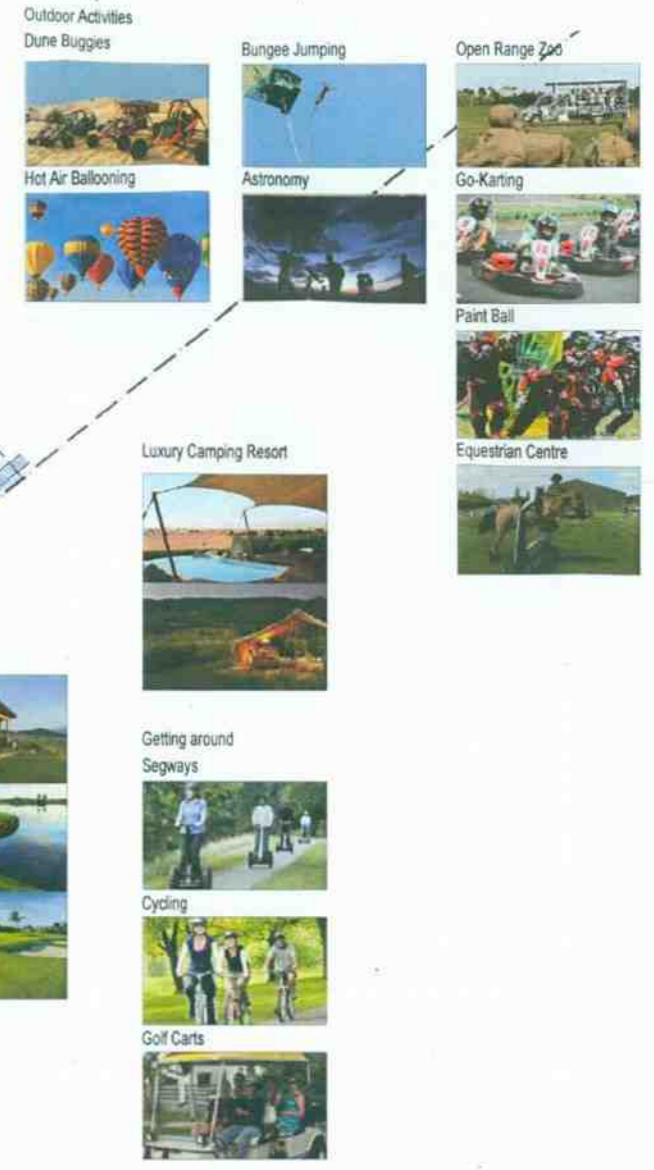 Outdoor Activities
Dune Buggies
Bungee Jumping
Open Range Zoo
Hot Air Ballooning
Astronomy
Go-Karting
Paint Ball
Luxury Camping Resort
Equestrian Centre
Getting around
Segways
Cycling
Golf Carts